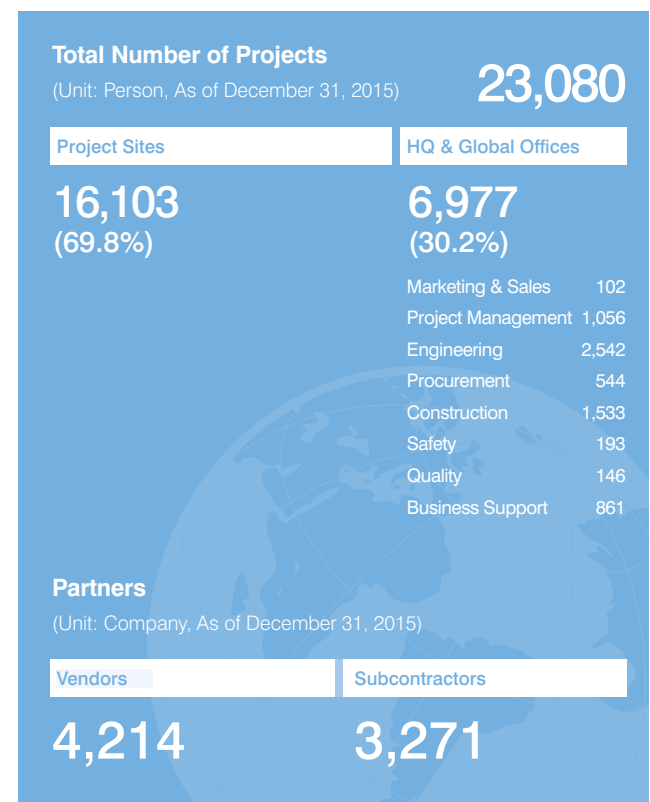 Total Number of Projects
(Unit: Person, As of December 31, 2015)
23,080
Project Sites
16,103
(69.8%)
HQ & Global Offices
6,977
(30.2%)
Marketing & Sales 102
Project Management 1,056
Engineering 2,542
Procurement 544
Construction 1,533
Safety 193
Quality 146
Business Support 861
Partners
(Unit: Company, As of December 31, 2015)
Vendors
4,214
Subcontractors
3,271